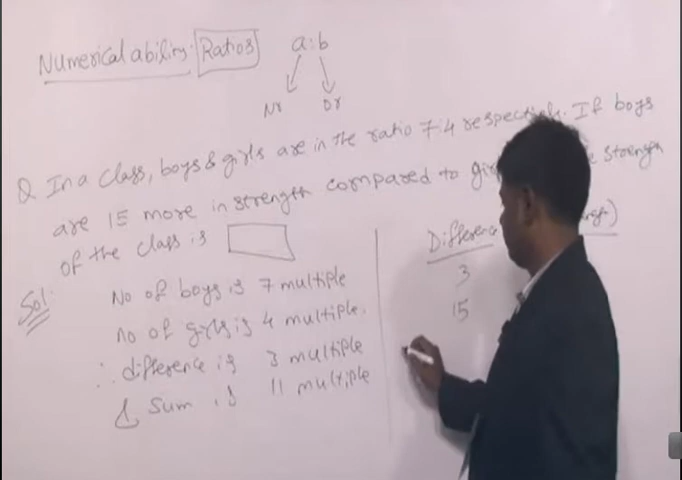 Numerical ability: Ratios
a:b
Nr Dr
Q In a class, boys & girls are in the ratio 7:4 respectively. If boys
are 15 more in strength compared to strength
of the class is
Sol:
No of boys is 7 multiple
no of girls is 4 multiple.
∴ difference is 3 multiple
& Sum is 11 multiple
Difference
3
15